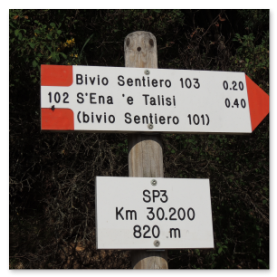 Bivio Sentiero 103 0.20
102 S'Ena 'e Talisi 0.40
(bivio Sentiero 101)
SP3
Km 30.200
820 m